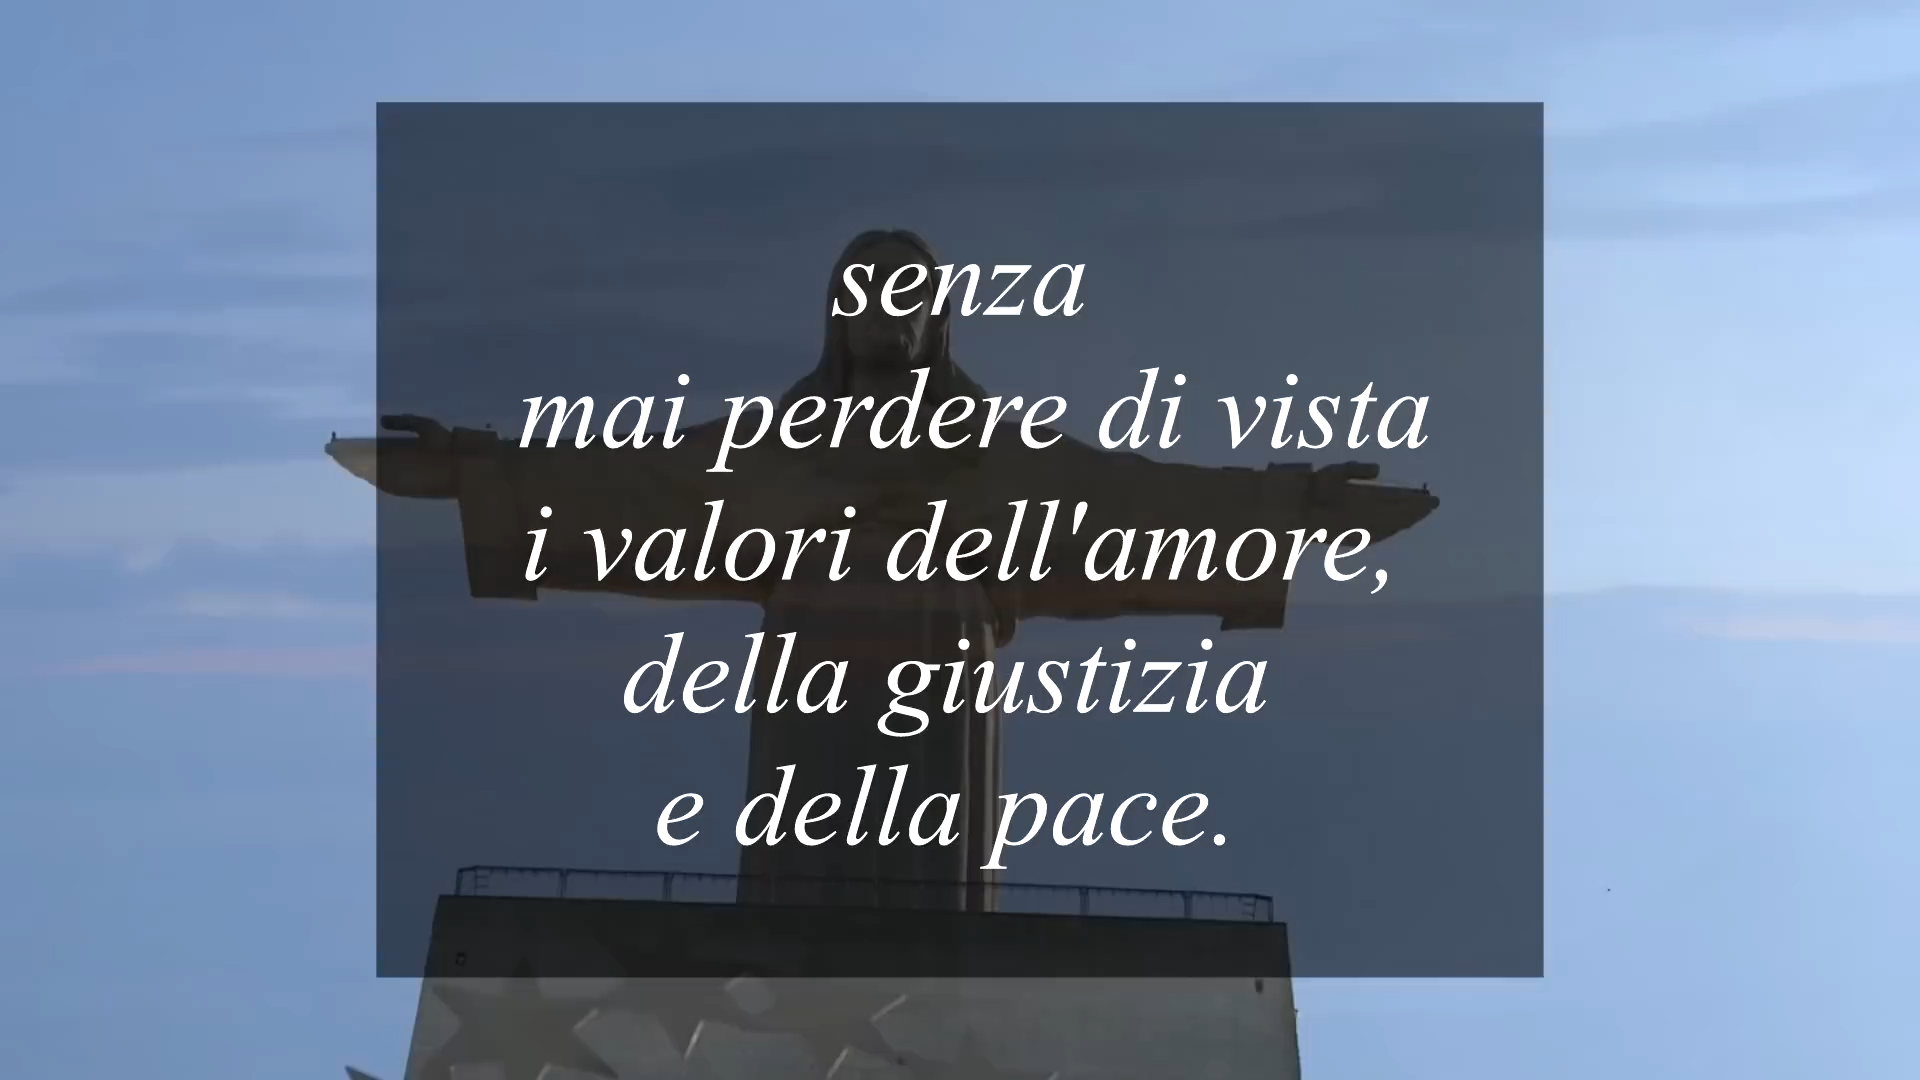 senza
mai perdere di vista
i valori dell'amore,
della giustizia
e della pace.